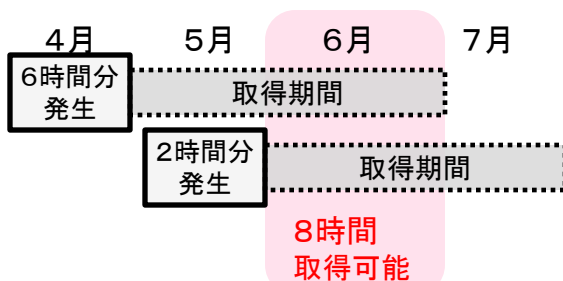 4月 5月 6月 7月
6時間分
発生
取得期間
2時間分
発生
取得期間
8時間
取得可能